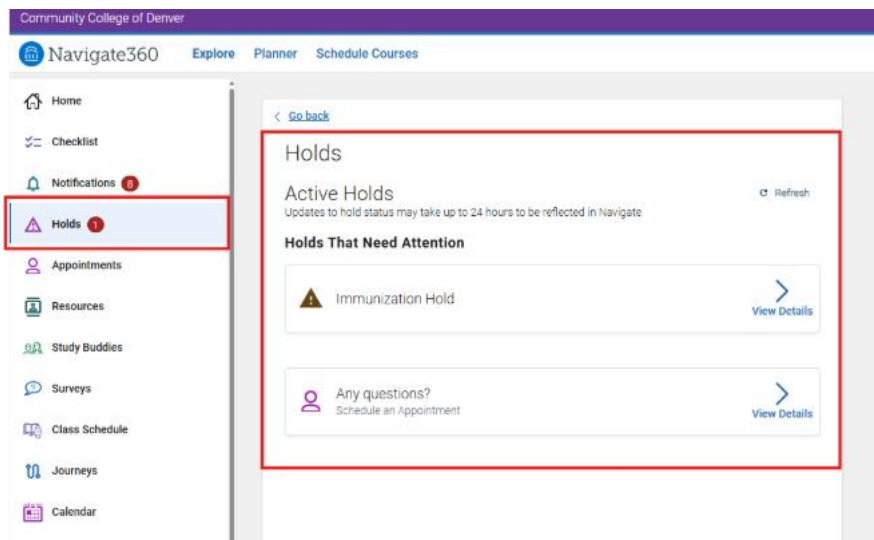 Community College of Denver
Navigate360
Explore
Planner
Schedule Courses
Home
Checklist
Notifications 8
Holds 1
Appointments
Resources
Study Buddies
Surveys
Class Schedule
Journeys
Calendar
Go back
Holds
Active Holds
Refresh
Updates to hold status may take up to 24 hours to be reflected in Navigate
Holds That Need Attention
Immunization Hold
View Details
Any questions?
Schedule an Appointment
View Details